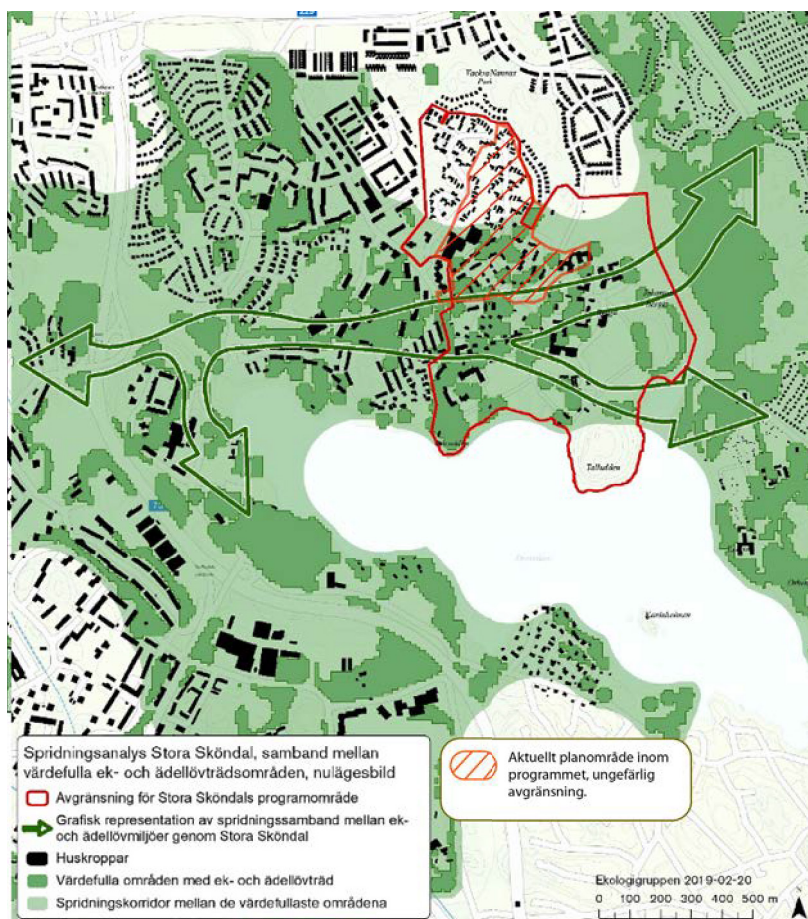 Vackra Nannas
Park
Talludden
Karlsholmen
Spridningsanalys Stora Sköndal, samband mellan
värdefulla ek- och ädellövträdsområden, nulägesbild
Avgränsning för Stora Sköndals programområde
Grafisk representation av spridningssamband mellan ek-
och ädellövmiljöer genom Stora Sköndal
Huskroppar
Värdefulla områden med ek- och ädellövträd
Spridningskorridor mellan de värdefullaste områdena
Aktuellt planområde inom
programmet, ungefärlig
avgränsning.
Ekologigruppen 2019-02-20
0 100 200 300 400 500 m